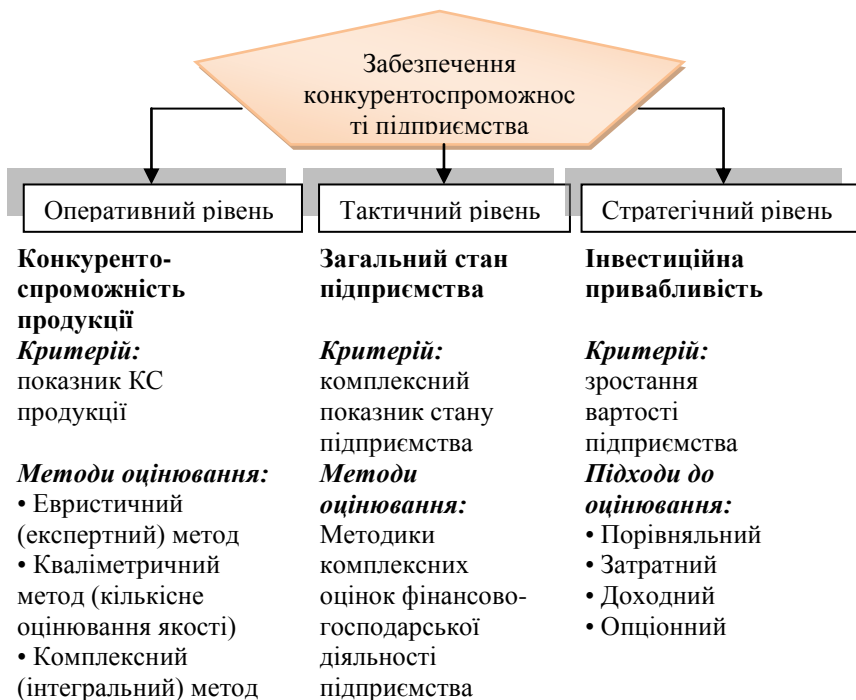 Забезпечення
конкурентоспроможнос
ті підприємства
Оперативний рівень
Тактичний рівень
Стратегічний рівень
Конкуренто-
спроможність
продукції
Критерій:
показник КС
продукції
Методи оцінювання:
• Евристичний
(експертний) метод
• Кваліметричний
метод (кількісне
оцінювання якості)
• Комплексний
(інтегральний) метод
Загальний стан
підприємства
Критерій:
комплексний
показник стану
підприємства
Методи
оцінювання:
Методики
комплексних
оцінок фінансово-
господарської
діяльності
підприємства
Інвестиційна
привабливість
Критерій:
зростання
вартості
підприємства
Підходи до
оцінювання:
• Порівняльний
• Затратний
• Доходний
• Опціонний